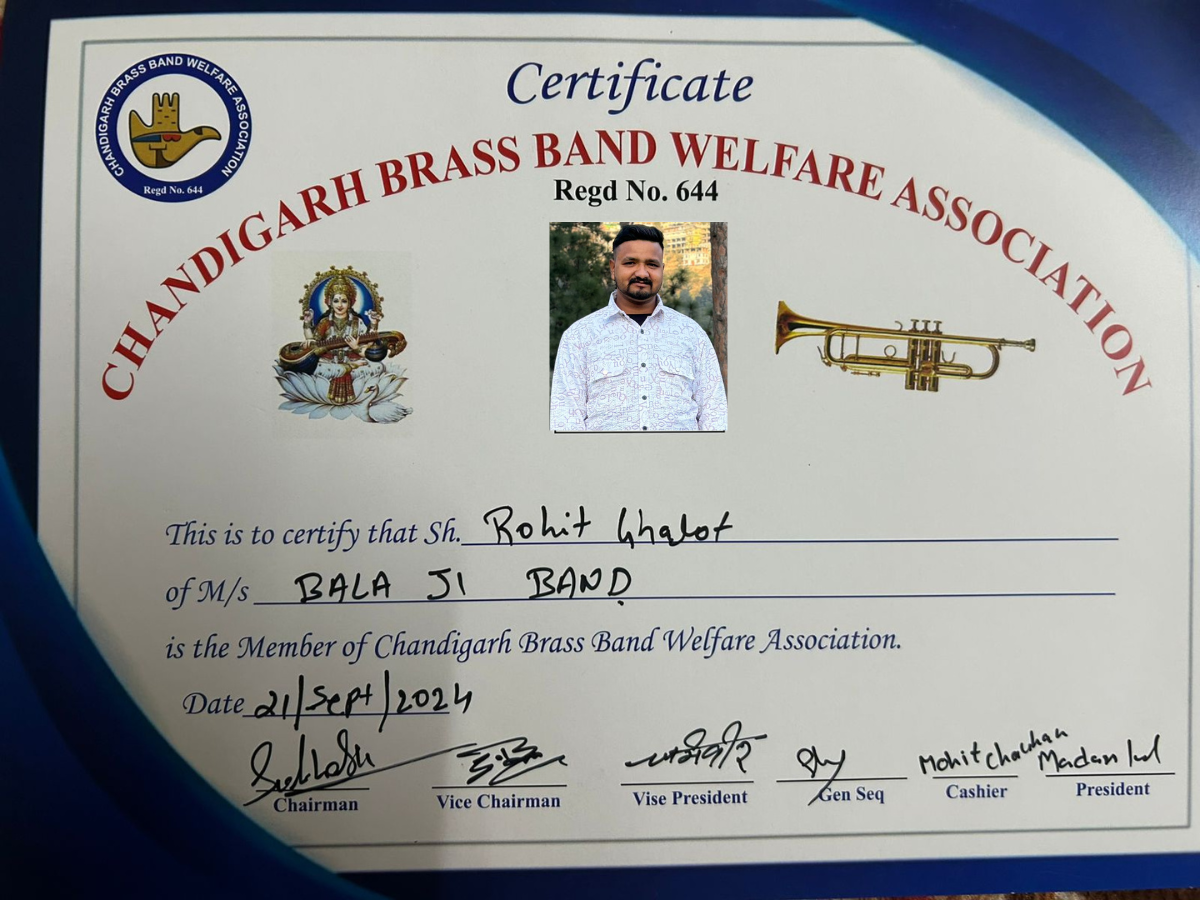 Certificate
CHANDIGARH BRASS BAND WELFARE ASSOCIATION
Regd No. 644
CHANDIGARH BRASS BAND WELFARE ASSOCIATION
Regd No. 644
This is to certify that Sh. Rohit Ghalot
of M/s BALA JI BAND
is the Member of Chandigarh Brass Band Welfare Association.
Date 21/Sept/2024
Subhash
Mohit Chauhan
Madan lal
Chairman
Vice Chairman
Vise President
Gen Seq
Cashier
President